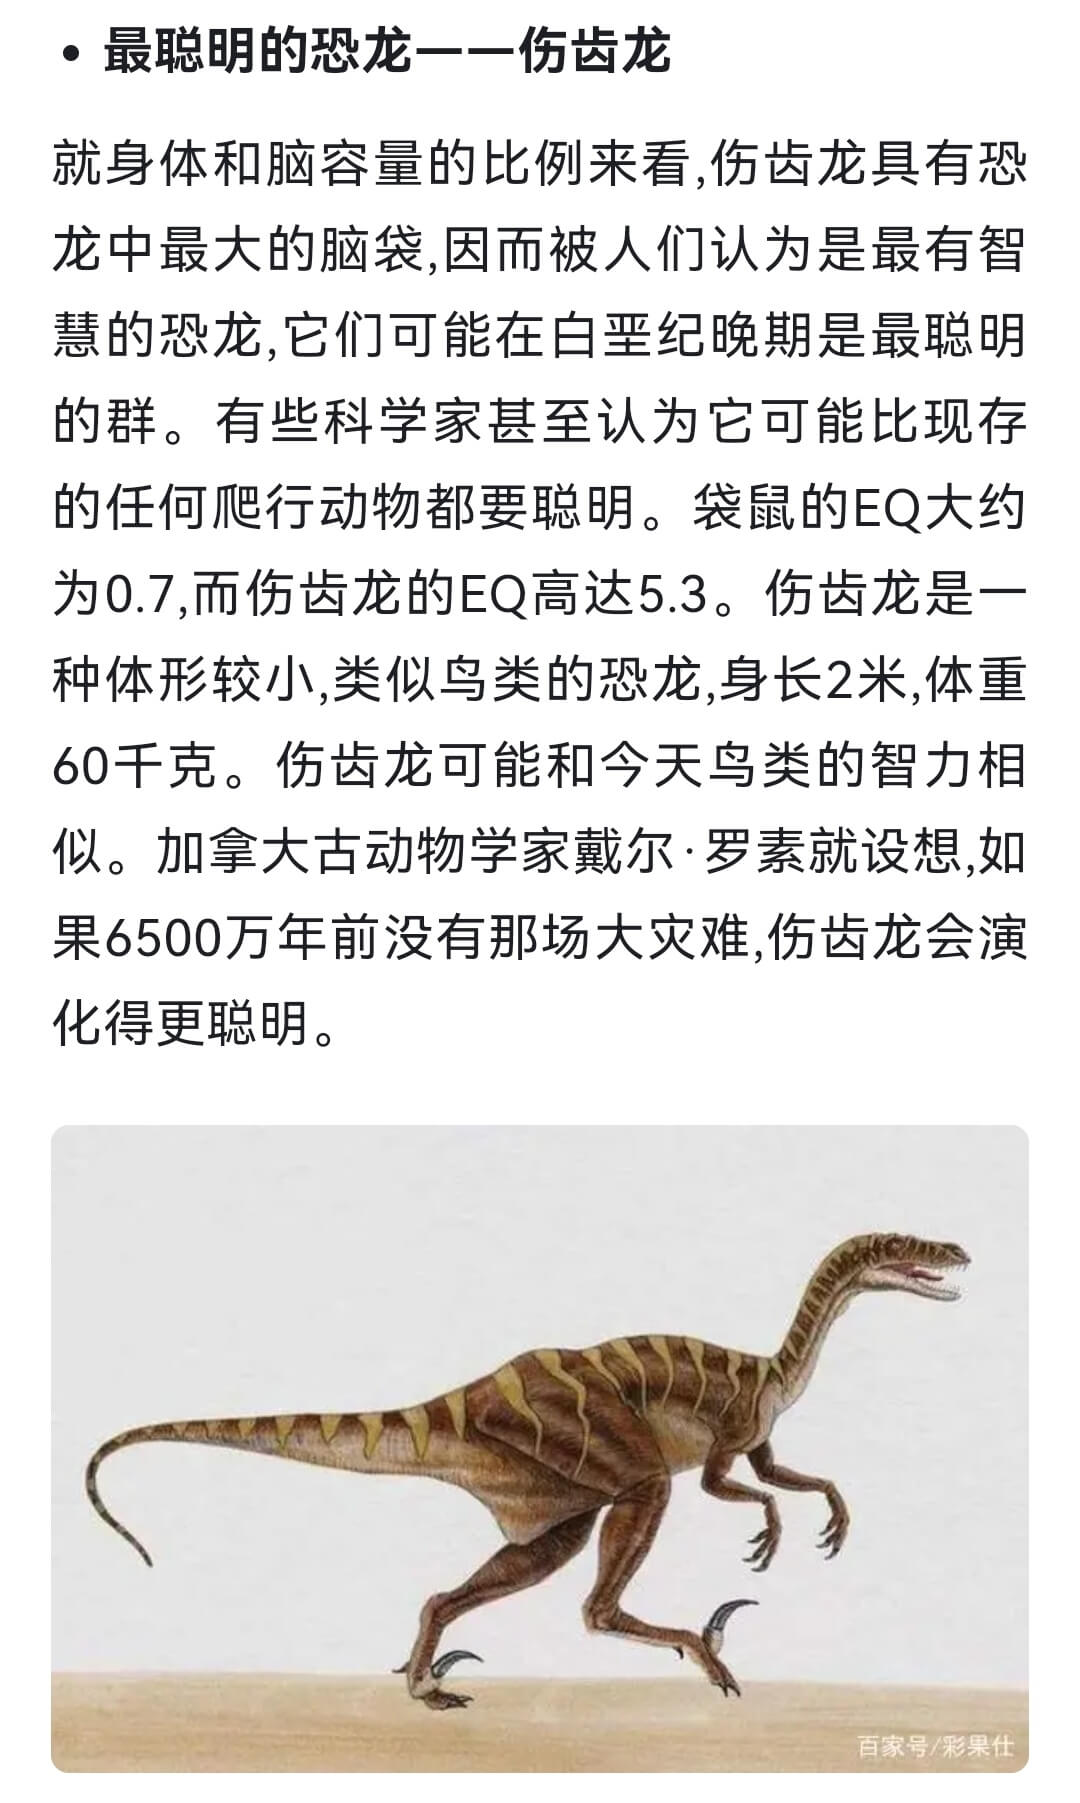 • 最聪明的恐龙一一伤齿龙
就身体和脑容量的比例来看,伤齿龙具有恐
龙中最大的脑袋,因而被人们认为是最有智
慧的恐龙,它们可能在白垩纪晚期是最聪明
的群。有些科学家甚至认为它可能比现存
的任何爬行动物都要聪明。袋鼠的EQ大约
为0.7,而伤齿龙的EQ高达5.3。伤齿龙是一
种体形较小,类似鸟类的恐龙,身长2米,体重
60千克。伤齿龙可能和今天鸟类的智力相
似。加拿大古动物学家戴尔·罗素就设想,如
果6500万年前没有那场大灾难,伤齿龙会演
化得更聪明。
百家号/彩果仕